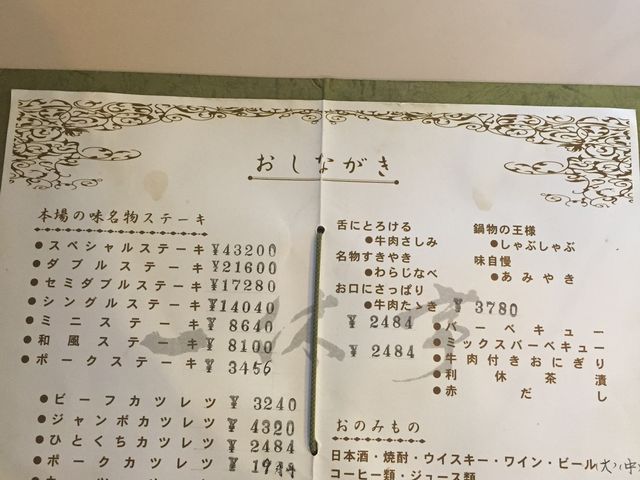 おしながき
本場の味名物ステーキ
●スペシャルステーキ ¥43200
●ダブルステーキ ¥21600
●セミダブルステーキ ¥17280
●シングルステーキ ¥14040
●ミニステーキ ¥8640
●和風ステーキ ¥8100
●ポークステーキ ¥3456
●ビーフカツレツ ¥3240
●ジャンボカツレツ ¥4320
●ひとくちカツレツ ¥2484
●ポークカツレツ ¥1944
舌にとろける
●牛肉さしみ
名物すきやき
●わらじなべ
お口にさっぱり
●牛肉たゝき
¥2484
¥2484
鍋物の王様
●しゃぶしゃぶ
味自慢
●あみやき
¥3780
●バーベキュー
●ミックスバーベキュー
●牛肉付きおにぎり
●利休茶漬
●赤だし
おのみもの
日本酒・焼酎・ウイスキー・ワイン・ビール(大)(中
コーヒー類・ジュース類